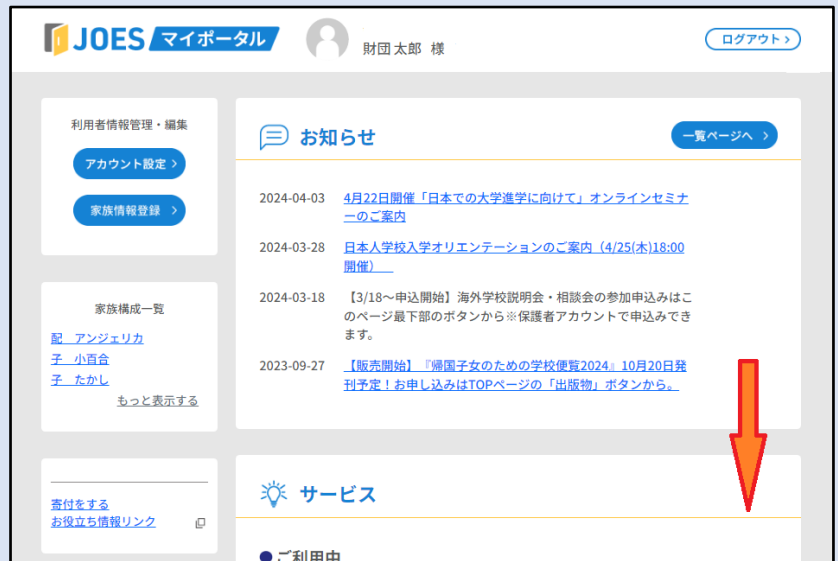 JOES マイポータル
財団 太郎 様
ログアウト
利用者情報管理・編集
アカウント設定
家族情報登録
家族構成一覧
配 アンジェリカ
子 小百合
子 たかし
もっと表示する
寄付をする
お役立ち情報リンク
お知らせ
一覧ページへ
2024-04-03 4月22日開催「日本での大学進学に向けて」オンラインセミナ
ーのご案内
2024-03-28 日本人学校入学オリエンテーションのご案内（4/25(木)18:00
開催）
2024-03-18 【3/18～申込開始】海外学校説明会・相談会の参加申込みはこ
のページ最下部のボタンから※保護者アカウントで申込みでき
ます。
2023-09-27 【販売開始】『帰国子女のための学校便覧2024』10月20日発
刊予定！お申し込みはTOPページの「出版物」ボタンから。
サービス
●ご利用中